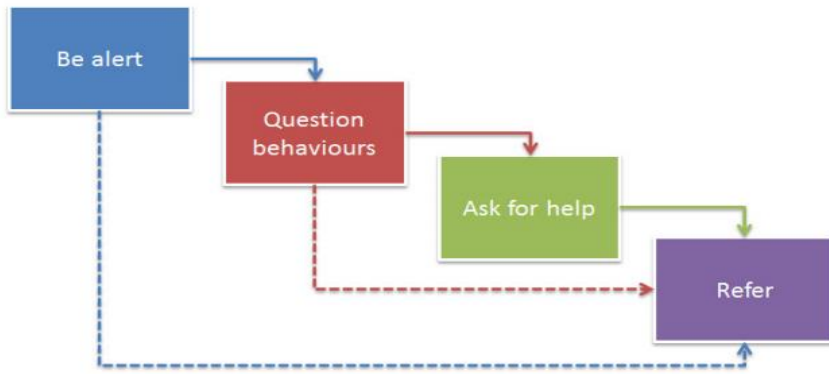 Be alert
Question
behaviours
Ask for help
Refer